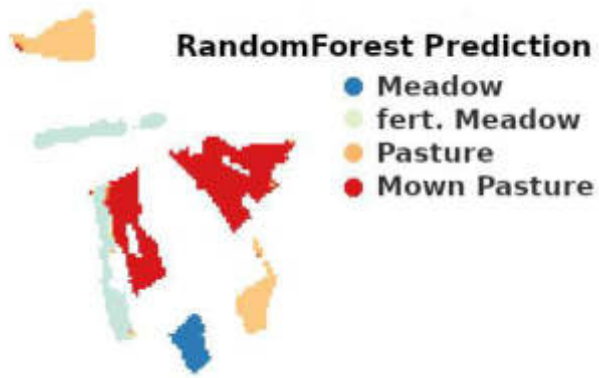 RandomForest Prediction
Meadow
fert. Meadow
Pasture
Mown Pasture